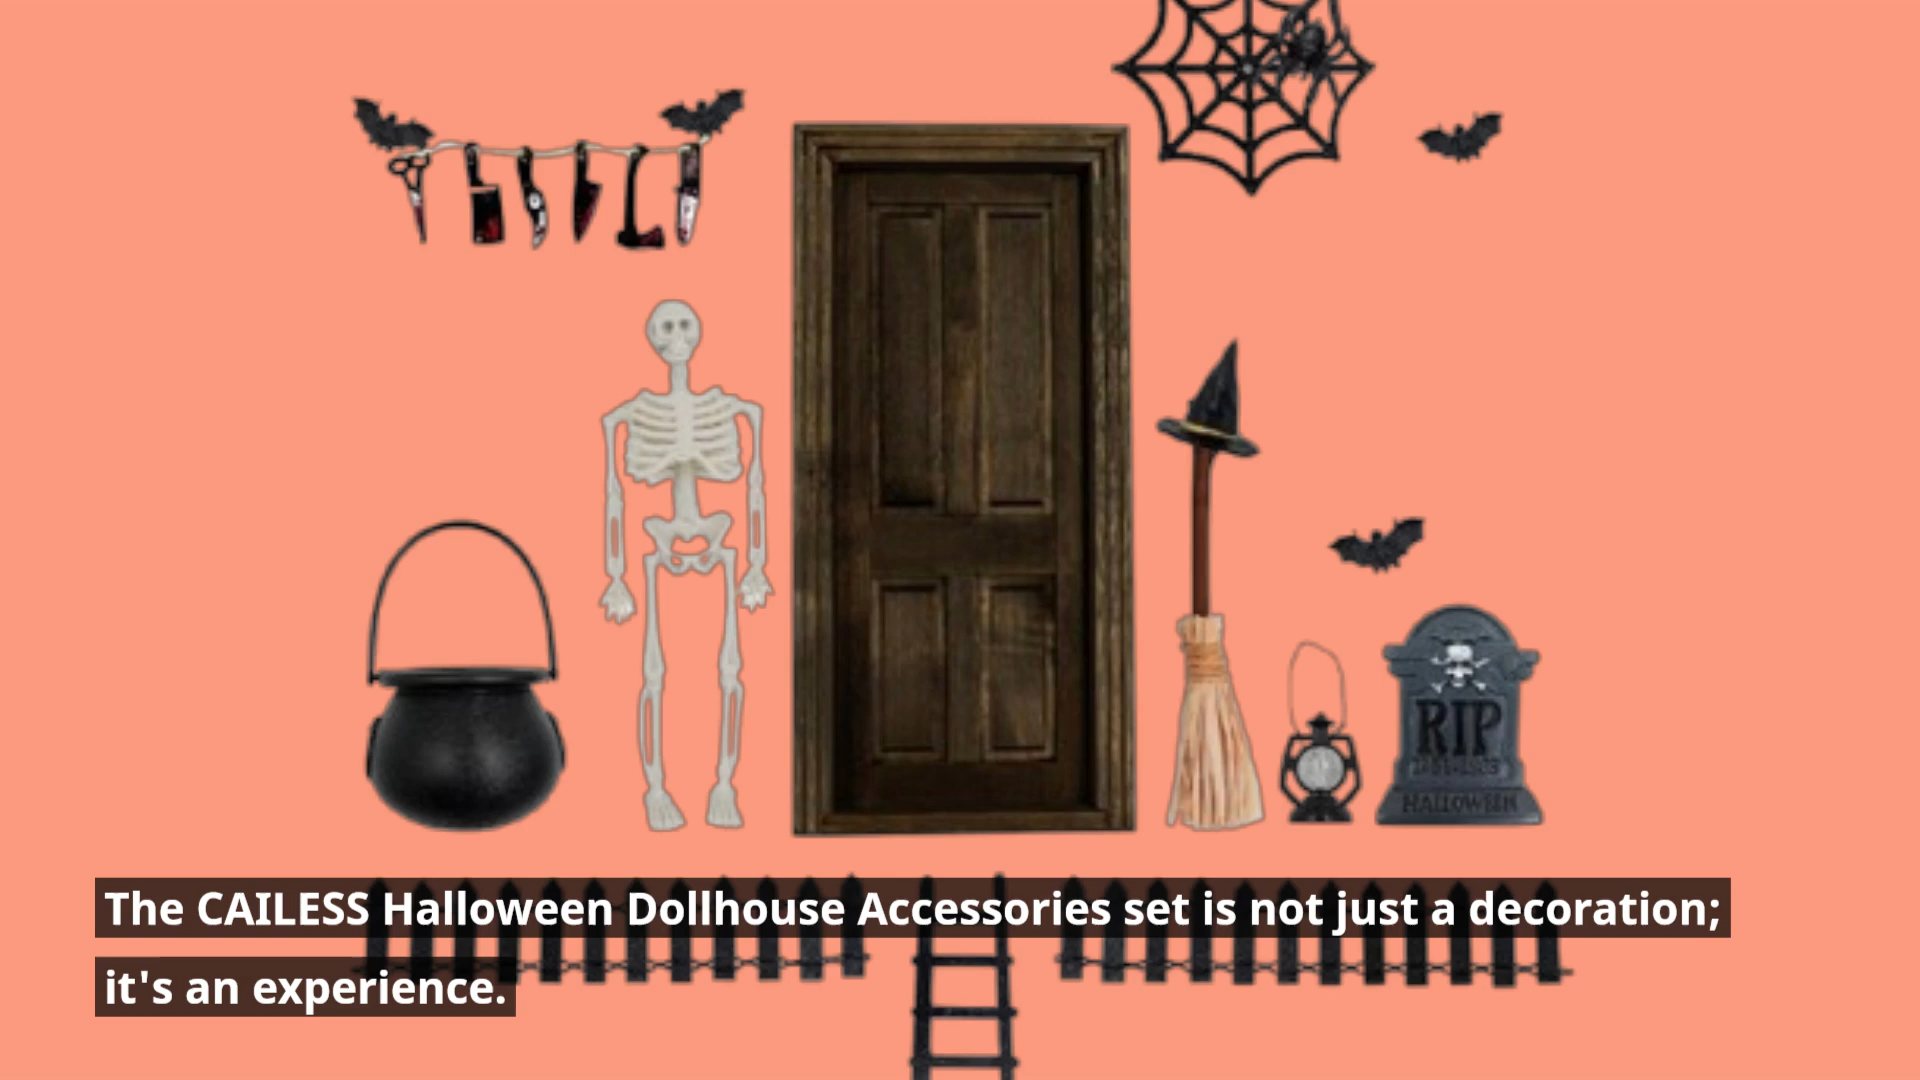 RIP
HALLOWEEN
The CAILESS Halloween Dollhouse Accessories set is not just a decoration;
it's an experience.